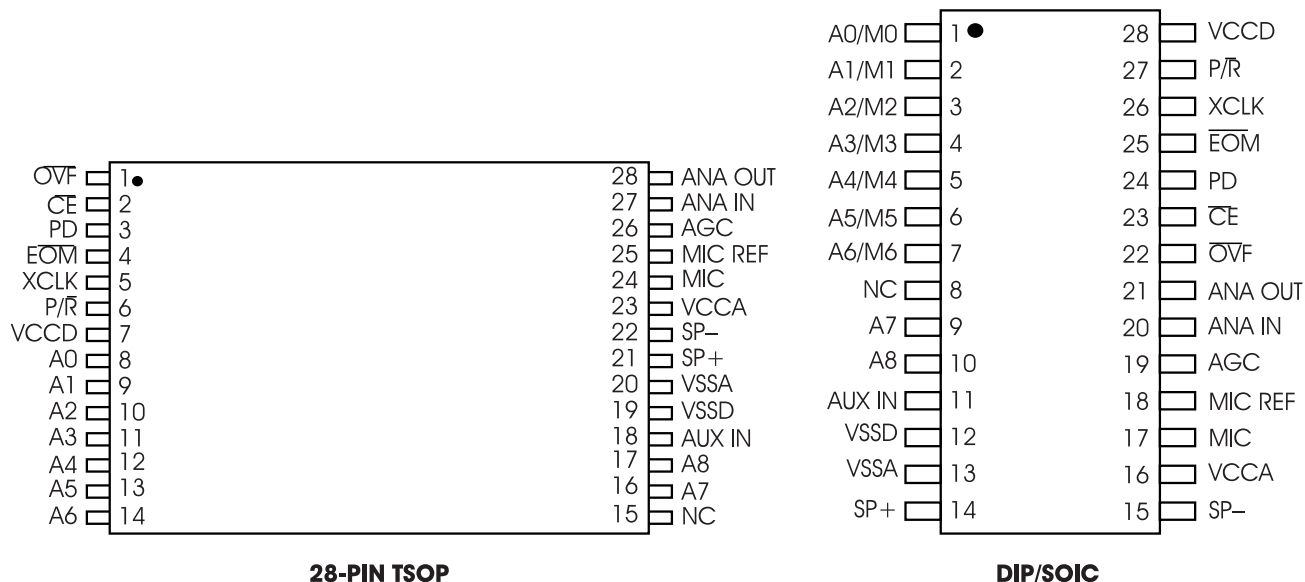 OVF 1 28 ANA OUT
CE 2 27 ANA IN
PD 3 26 AGC
EOM 4 25 MIC REF
XCLK 5 24 MIC
P/R 6 23 VCCA
VCCD 7 22 SP–
A0 8 21 SP+
A1 9 20 VSSA
A2 10 19 VSSD
A3 11 18 AUX IN
A4 12 17 A8
A5 13 16 A7
A6 14 15 NC
28-PIN TSOP
A0/M0 1 28 VCCD
A1/M1 2 27 P/R̅
A2/M2 3 26 XCLK
A3/M3 4 25 E̅O̅M̅
A4/M4 5 24 PD
A5/M5 6 23 C̅E̅
A6/M6 7 22 O̅V̅F̅
NC 8 21 ANA OUT
A7 9 20 ANA IN
A8 10 19 AGC
AUX IN 11 18 MIC REF
VSSD 12 17 MIC
VSSA 13 16 VCCA
SP+ 14 15 SP–
DIP/SOIC